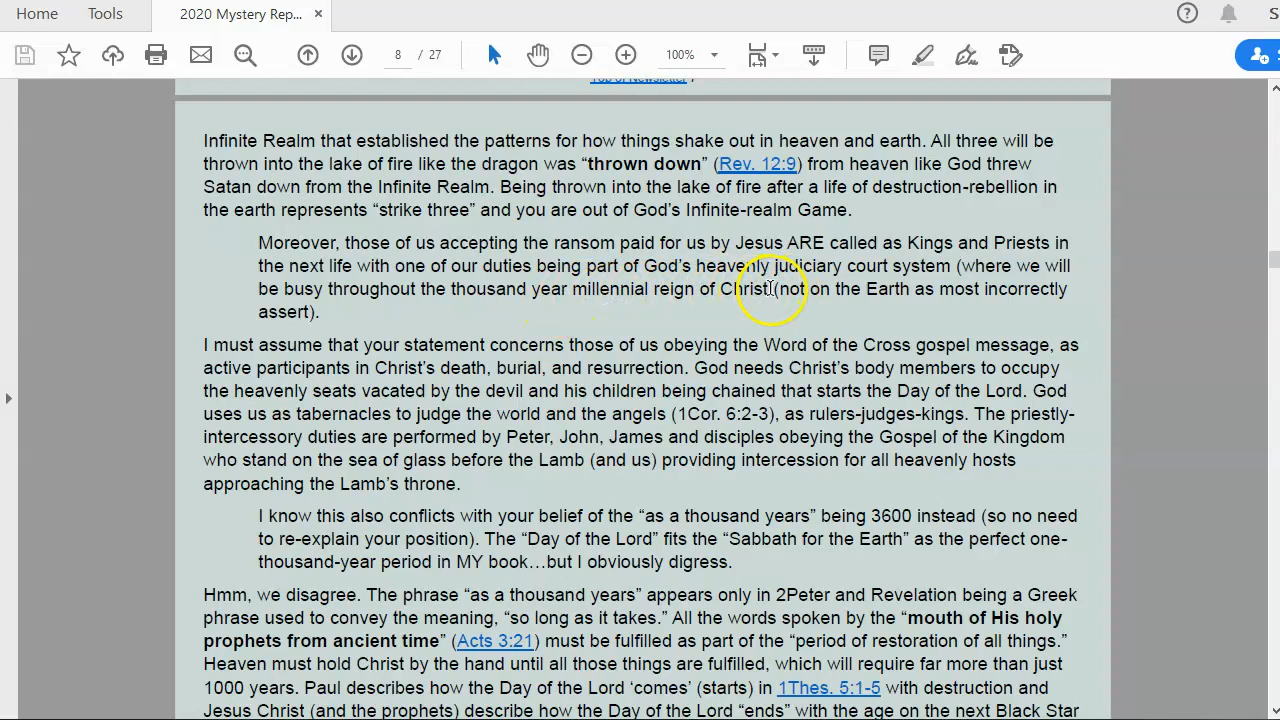 Home Tools 2020 Mystery Rep... × S
8 / 27 100%
Top of Newsletter 7
Infinite Realm that established the patterns for how things shake out in heaven and earth. All three will be
thrown into the lake of fire like the dragon was “thrown down” (Rev. 12:9) from heaven like God threw
Satan down from the Infinite Realm. Being thrown into the lake of fire after a life of destruction-rebellion in
the earth represents “strike three” and you are out of God’s Infinite-realm Game.
Moreover, those of us accepting the ransom paid for us by Jesus ARE called as Kings and Priests in
the next life with one of our duties being part of God’s heavenly judiciary court system (where we will
be busy throughout the thousand year millennial reign of Christ (not on the Earth as most incorrectly
assert).
I must assume that your statement concerns those of us obeying the Word of the Cross gospel message, as
active participants in Christ’s death, burial, and resurrection. God needs Christ’s body members to occupy
the heavenly seats vacated by the devil and his children being chained that starts the Day of the Lord. God
uses us as tabernacles to judge the world and the angels (1Cor. 6:2-3), as rulers-judges-kings. The priestly-
intercessory duties are performed by Peter, John, James and disciples obeying the Gospel of the Kingdom
who stand on the sea of glass before the Lamb (and us) providing intercession for all heavenly hosts
approaching the Lamb’s throne.
I know this also conflicts with your belief of the “as a thousand years” being 3600 instead (so no need
to re-explain your position). The “Day of the Lord” fits the “Sabbath for the Earth” as the perfect one-
thousand-year period in MY book…but I obviously digress.
Hmm, we disagree. The phrase “as a thousand years” appears only in 2Peter and Revelation being a Greek
phrase used to convey the meaning, “so long as it takes.” All the words spoken by the “mouth of His holy
prophets from ancient time” (Acts 3:21) must be fulfilled as part of the “period of restoration of all things.”
Heaven must hold Christ by the hand until all those things are fulfilled, which will require far more than just
1000 years. Paul describes how the Day of the Lord ‘comes’ (starts) in 1Thes. 5:1-5 with destruction and
Jesus Christ (and the prophets) describe how the Day of the Lord “ends” with the age on the next Black Star